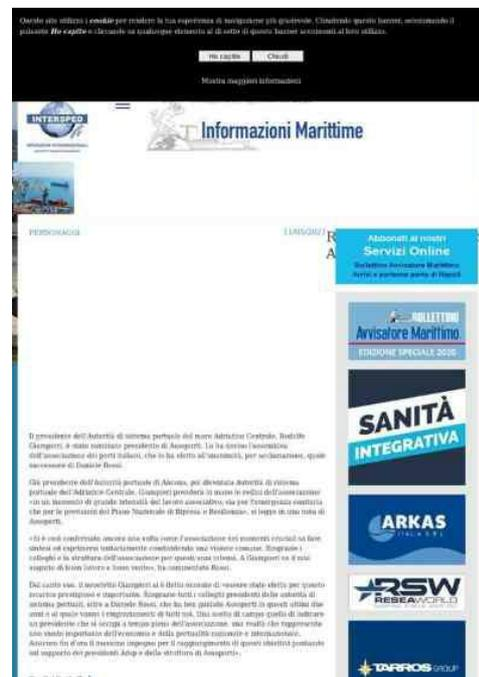 Questo sito utilizza i cookie per rendere la tua esperienza di navigazione più gradevole. Chiudendo questo banner, selezionando il
pulsante Ho capito o cliccando su qualunque elemento al di sotto di questo banner acconsenti al loro utilizzo.
Ho capito
Chiudi
Mostra maggiori informazioni
INTERSPED
Informazioni Marittime
PERSONAGGI
R
A
Abbonati ai nostri
Servizi Online
Bollettino Avvisatore Marittimo
Arrivi e partenze porto di Napoli
BOLLETTINO
Avvisatore Marittimo
EDIZIONE SPECIALE 2020
SANITÀ
INTEGRATIVA
ARKAS
ITALIA S.R.L.
RSW
RESEAWORLD
TARROS GROUP
Il presidente dell'Autorità di sistema portuale del mare Adriatico Centrale, Rodolfo
Giampieri, è stato nominato presidente di Assoporti. Lo ha deciso l'assemblea
dell'associazione dei porti italiani, che lo ha eletto all'unanimità, per acclamazione, quale
successore di Daniele Rossi.
Già presidente dell'Autorità portuale di Ancona, poi diventata Autorità di sistema
portuale dell'Adriatico Centrale, Giampieri prenderà in mano le redini dell'associazione
«in un momento di grande intensità del lavoro associativo, sia per l'emergenza sanitaria
che per le previsioni del Piano Nazionale di Ripresa e Resilienza», si legge in una nota di
Assoporti.
«Si è così confermato ancora una volta come l'associazione nei momenti cruciali sa fare
sintesi ed esprimersi unitariamente condividendo una visione comune. Ringrazio i
colleghi e la struttura dell'associazione per questi anni intensi. A Giampieri va il mio
augurio di buon lavoro e buon vento», ha commentato Rossi.
Dal canto suo, il neoeletto Giampieri si è detto onorato di «essere stato eletto per questo
incarico prestigioso e importante. Ringrazio tutti i colleghi presidenti delle autorità di
sistema portuali, oltre a Daniele Rossi, che ha ben guidato Assoporti in questi ultimi due
anni e al quale vanno i ringraziamenti di tutti noi. Una scelta di campo quella di indicare
un presidente che si occupi a tempo pieno dell'associazione, una realtà che rappresenta
uno snodo importante dell'economia e della portualità nazionale e internazionale.
Assicuro fin d'ora il massimo impegno per il raggiungimento di questi obiettivi puntando
sul supporto dei presidenti Adsp e della struttura di Assoporti».